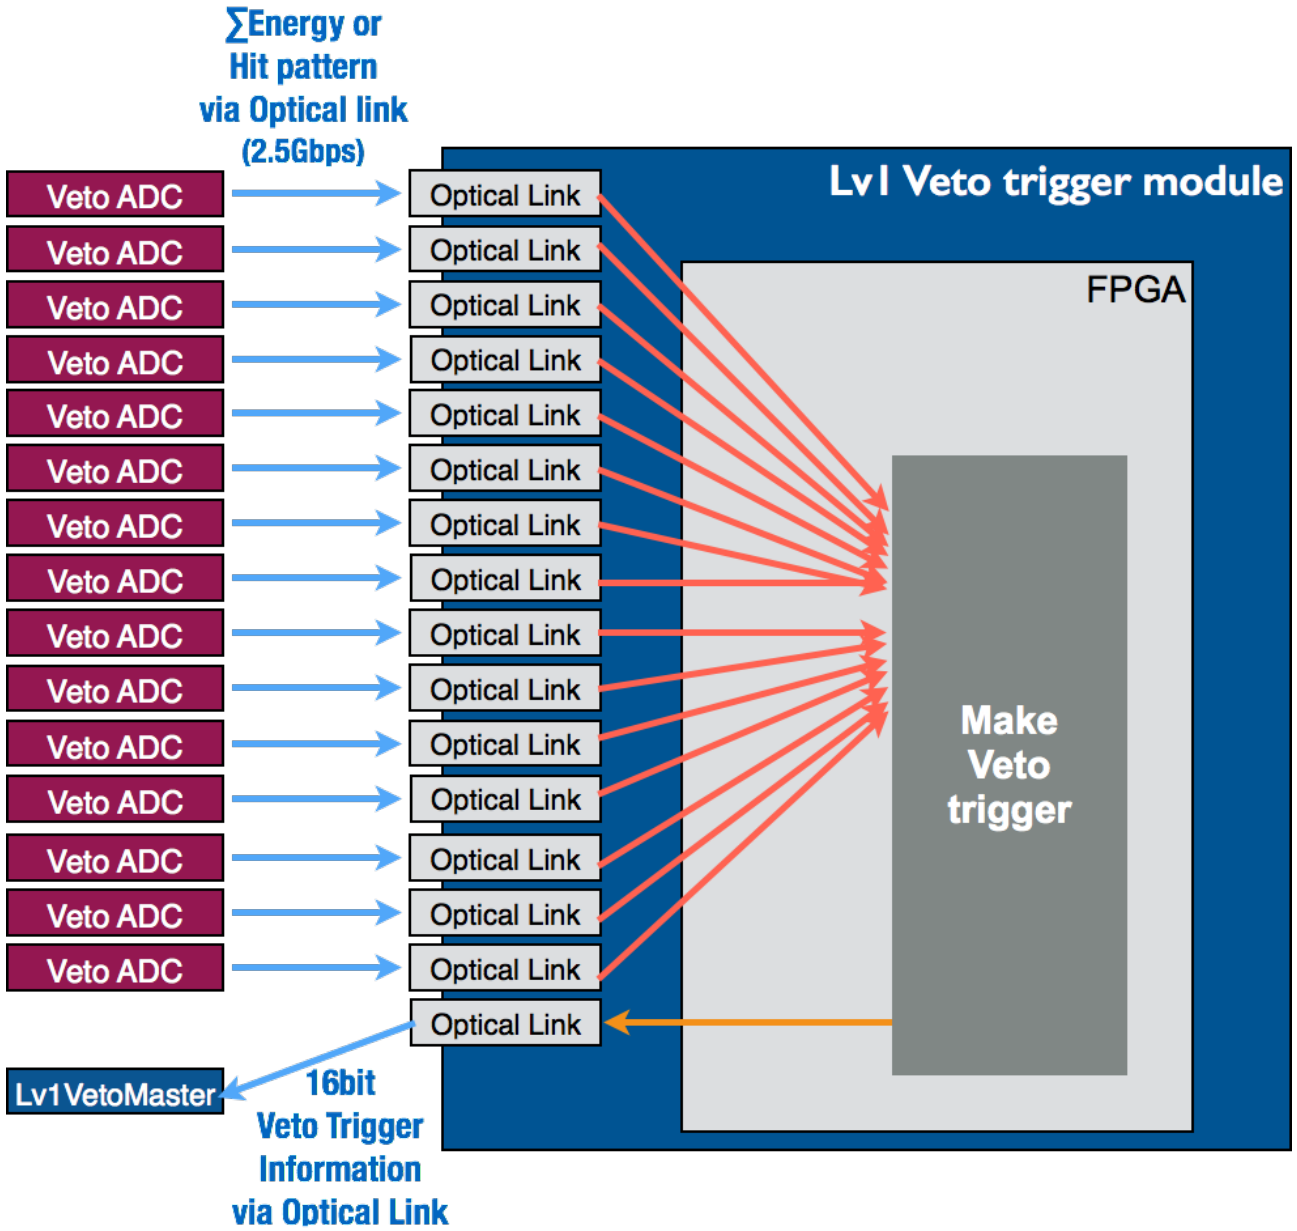 ∑Energy or
Hit pattern
via Optical link
(2.5Gbps)
Lv1 Veto trigger module
FPGA
Veto ADC
Optical Link
Veto ADC
Optical Link
Veto ADC
Optical Link
Veto ADC
Optical Link
Veto ADC
Optical Link
Veto ADC
Optical Link
Veto ADC
Optical Link
Veto ADC
Optical Link
Veto ADC
Optical Link
Veto ADC
Optical Link
Veto ADC
Optical Link
Veto ADC
Optical Link
Veto ADC
Optical Link
Veto ADC
Optical Link
Veto ADC
Optical Link
Optical Link
Make
Veto
trigger
Lv1VetoMaster
16bit
Veto Trigger
Information
via Optical Link